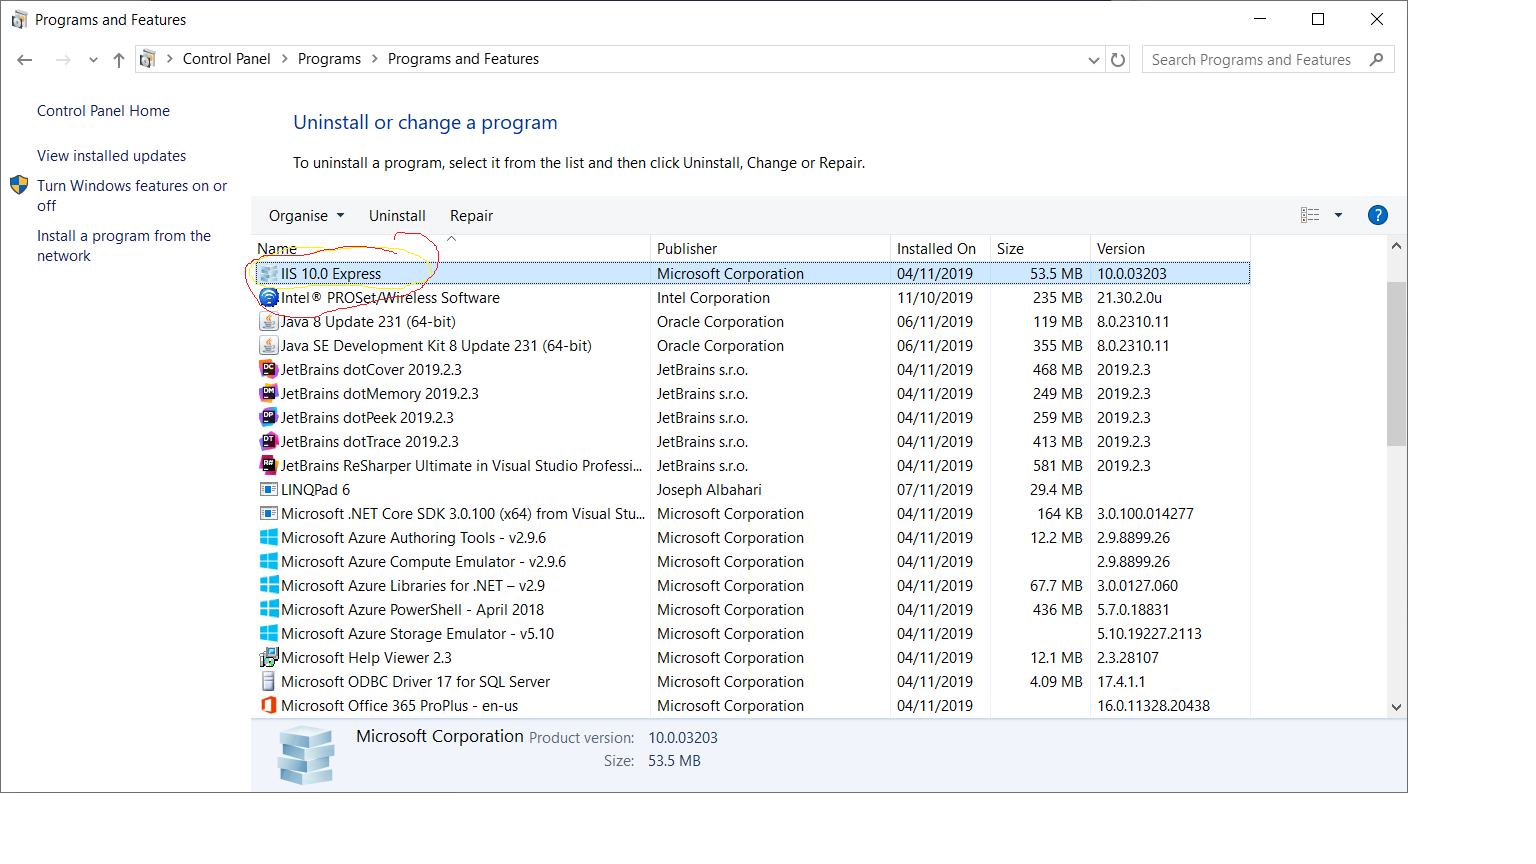 Programs and Features
Control Panel > Programs > Programs and Features
Search Programs and Features
Control Panel Home
View installed updates
Turn Windows features on or
off
Install a program from the
network
Uninstall or change a program
To uninstall a program, select it from the list and then click Uninstall, Change or Repair.
Organise Uninstall Repair ?
Name Publisher Installed On Size Version
IIS 10.0 Express Microsoft Corporation 04/11/2019 53.5 MB 10.0.03203
Intel® PROSet/Wireless Software Intel Corporation 11/10/2019 235 MB 21.30.2.0u
Java 8 Update 231 (64-bit) Oracle Corporation 06/11/2019 119 MB 8.0.2310.11
Java SE Development Kit 8 Update 231 (64-bit) Oracle Corporation 06/11/2019 355 MB 8.0.2310.11
DC JetBrains dotCover 2019.2.3 JetBrains s.r.o. 04/11/2019 468 MB 2019.2.3
DM JetBrains dotMemory 2019.2.3 JetBrains s.r.o. 04/11/2019 249 MB 2019.2.3
DP JetBrains dotPeek 2019.2.3 JetBrains s.r.o. 04/11/2019 259 MB 2019.2.3
DT JetBrains dotTrace 2019.2.3 JetBrains s.r.o. 04/11/2019 413 MB 2019.2.3
R# JetBrains ReSharper Ultimate in Visual Studio Professi... JetBrains s.r.o. 04/11/2019 581 MB 2019.2.3
LINQPad 6 Joseph Albahari 07/11/2019 29.4 MB
Microsoft .NET Core SDK 3.0.100 (x64) from Visual Stu... Microsoft Corporation 04/11/2019 164 KB 3.0.100.014277
Microsoft Azure Authoring Tools - v2.9.6 Microsoft Corporation 04/11/2019 12.2 MB 2.9.8899.26
Microsoft Azure Compute Emulator - v2.9.6 Microsoft Corporation 04/11/2019 2.9.8899.26
Microsoft Azure Libraries for .NET – v2.9 Microsoft Corporation 04/11/2019 67.7 MB 3.0.0127.060
Microsoft Azure PowerShell - April 2018 Microsoft Corporation 04/11/2019 436 MB 5.7.0.18831
Microsoft Azure Storage Emulator - v5.10 Microsoft Corporation 04/11/2019 5.10.19227.2113
Microsoft Help Viewer 2.3 Microsoft Corporation 04/11/2019 12.1 MB 2.3.28107
Microsoft ODBC Driver 17 for SQL Server Microsoft Corporation 04/11/2019 4.09 MB 17.4.1.1
Microsoft Office 365 ProPlus - en-us Microsoft Corporation 04/11/2019 16.0.11328.20438
Microsoft Corporation Product version: 10.0.03203
Size: 53.5 MB